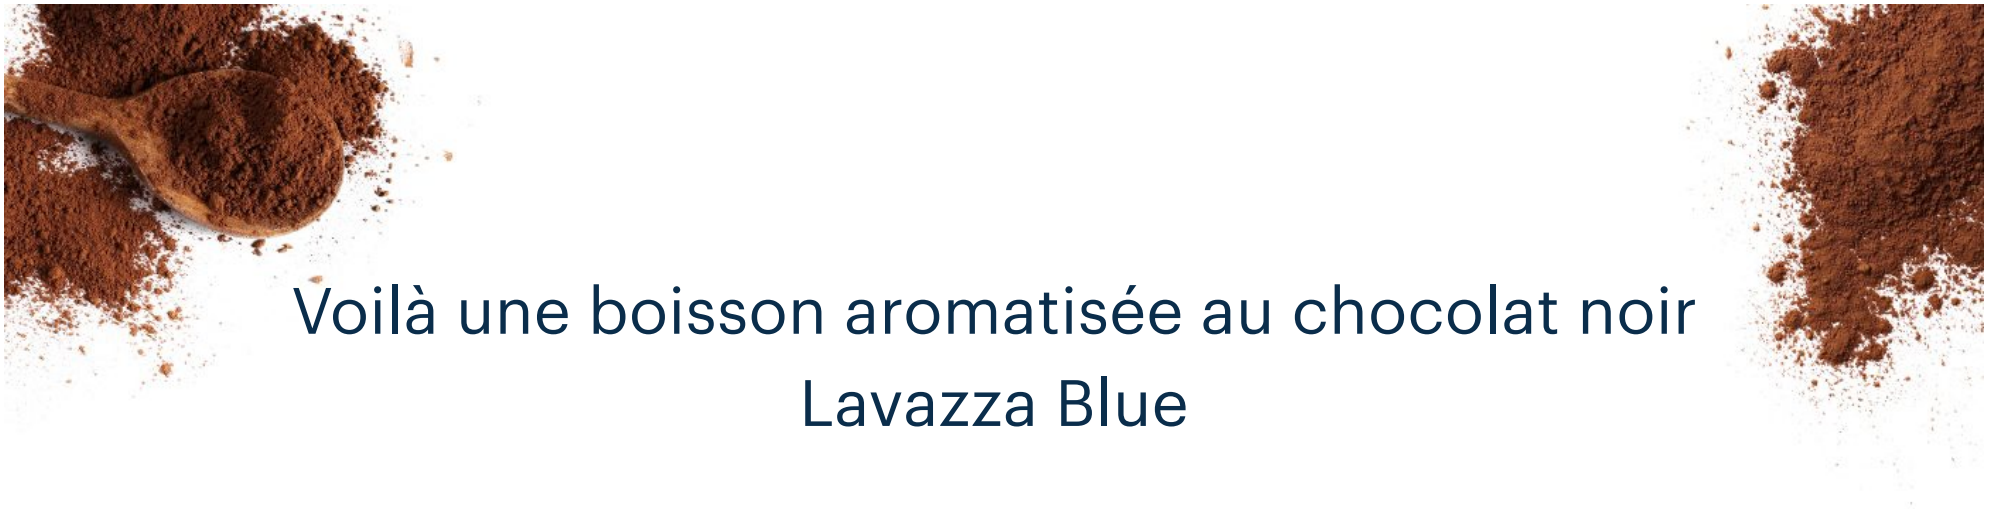 Voilà une boisson aromatisée au chocolat noir
Lavazza Blue